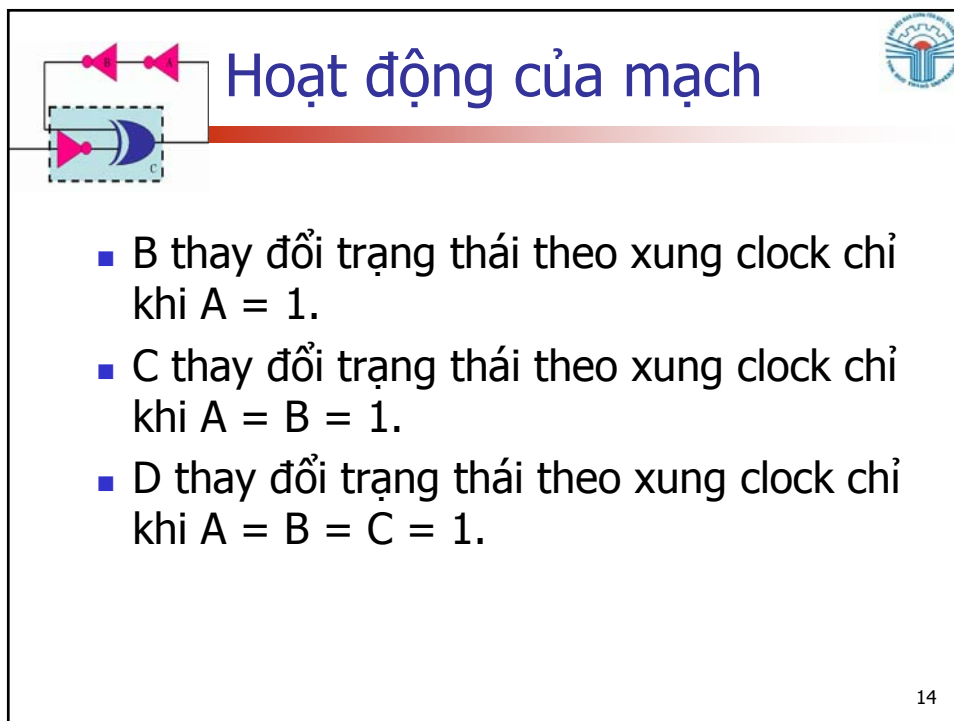 Hoạt động của mạch
B A
C
B thay đổi trạng thái theo xung clock chỉ
khi A = 1.
C thay đổi trạng thái theo xung clock chỉ
khi A = B = 1.
D thay đổi trạng thái theo xung clock chỉ
khi A = B = C = 1.
14